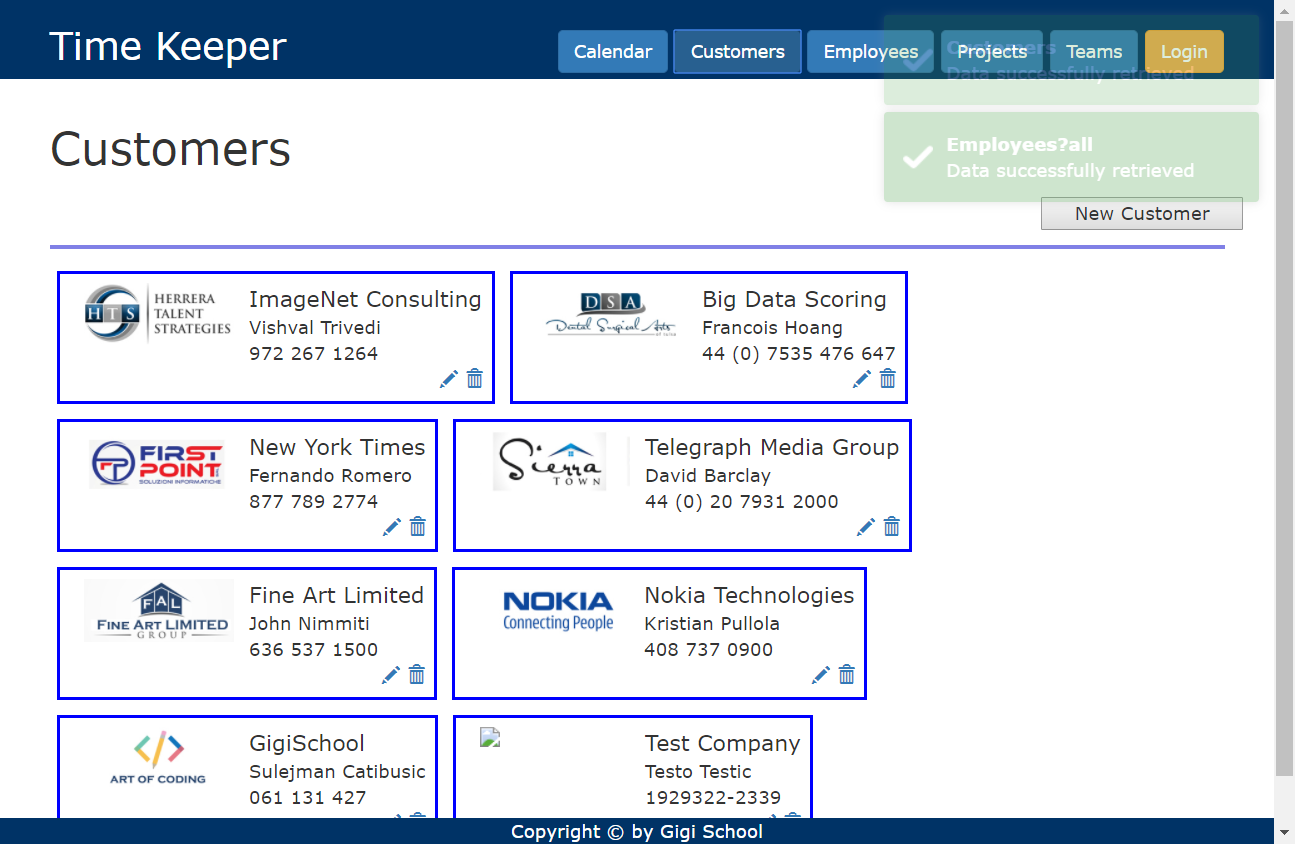 Time Keeper
Calendar
Customers
Employees
Projects
Teams
Login
Customers
Data successfully retrieved
Customers
Employees?all
Data successfully retrieved
New Customer
HTS
HERRERA
TALENT
STRATEGIES
ImageNet Consulting
Vishval Trivedi
972 267 1264
DSA
Dental Surgical Arts
Big Data Scoring
Francois Hoang
44 (0) 7535 476 647
FIRST
POINT
SOLUZIONI INFORMATICHE
New York Times
Fernando Romero
877 789 2774
Sierra
TOWN
Telegraph Media Group
David Barclay
44 (0) 20 7931 2000
FAL
FINE ART LIMITED
GROUP
Fine Art Limited
John Nimmiti
636 537 1500
NOKIA
Connecting People
Nokia Technologies
Kristian Pullola
408 737 0900
ART OF CODING
GigiSchool
Sulejman Catibusic
061 131 427
Test Company
Testo Testic
1929322-2339
Copyright © by Gigi School